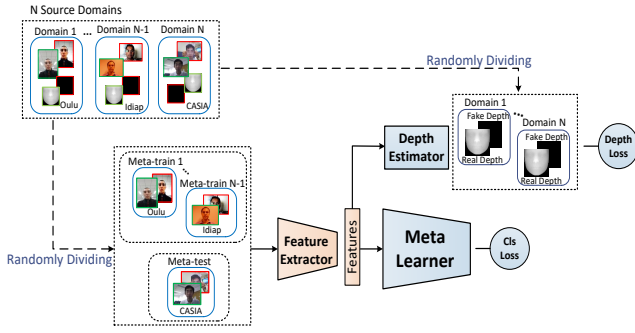 N Source Domains
Domain 1 ... Domain N-1 Domain N
Oulu
Idiap
CASIA
Randomly Dividing
Domain 1
Fake Depth
Real Depth
Domain N
Fake Depth
Real Depth
Depth
Loss
Depth
Estimator
Meta-train 1
Oulu
Meta-train N-1
Idiap
Randomly Dividing
Meta-test
CASIA
Feature
Extractor
Features
Meta
Learner
Cls
Loss